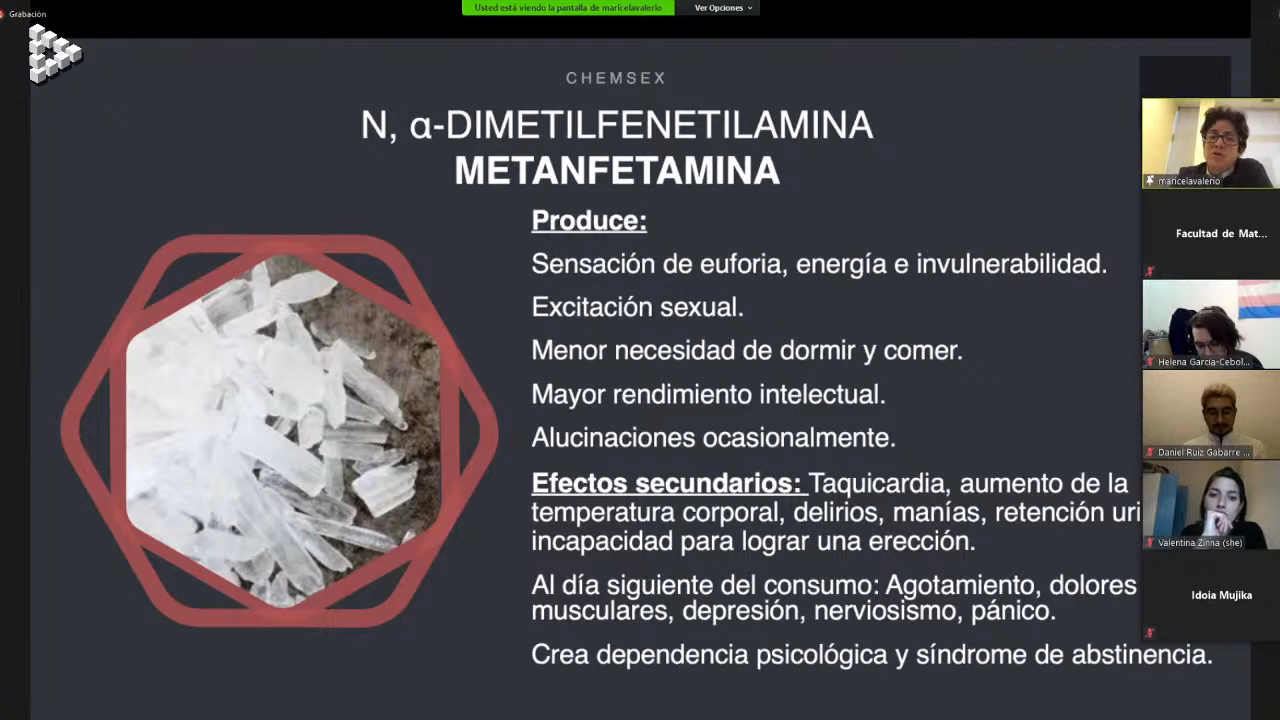 Grabación
Usted está viendo la pantalla de maricelavalerio
Ver Opciones
CHEMSEX
N, α-DIMETILFENETILAMINA
METANFETAMINA
Produce:
Sensación de euforia, energía e invulnerabilidad.
Excitación sexual.
Menor necesidad de dormir y comer.
Mayor rendimiento intelectual.
Alucinaciones ocasionalmente.
Efectos secundarios: Taquicardia, aumento de la
temperatura corporal, delirios, manías, retención uri
incapacidad para lograr una erección.
Al día siguiente del consumo: Agotamiento, dolores
musculares, depresión, nerviosismo, pánico.
Crea dependencia psicológica y síndrome de abstinencia.
maricelavalerio
Facultad de Mat...
Helena García-Cebol...
Daniel Ruiz Gabarre ...
Valentina Zinna (she)
Idoia Mujika